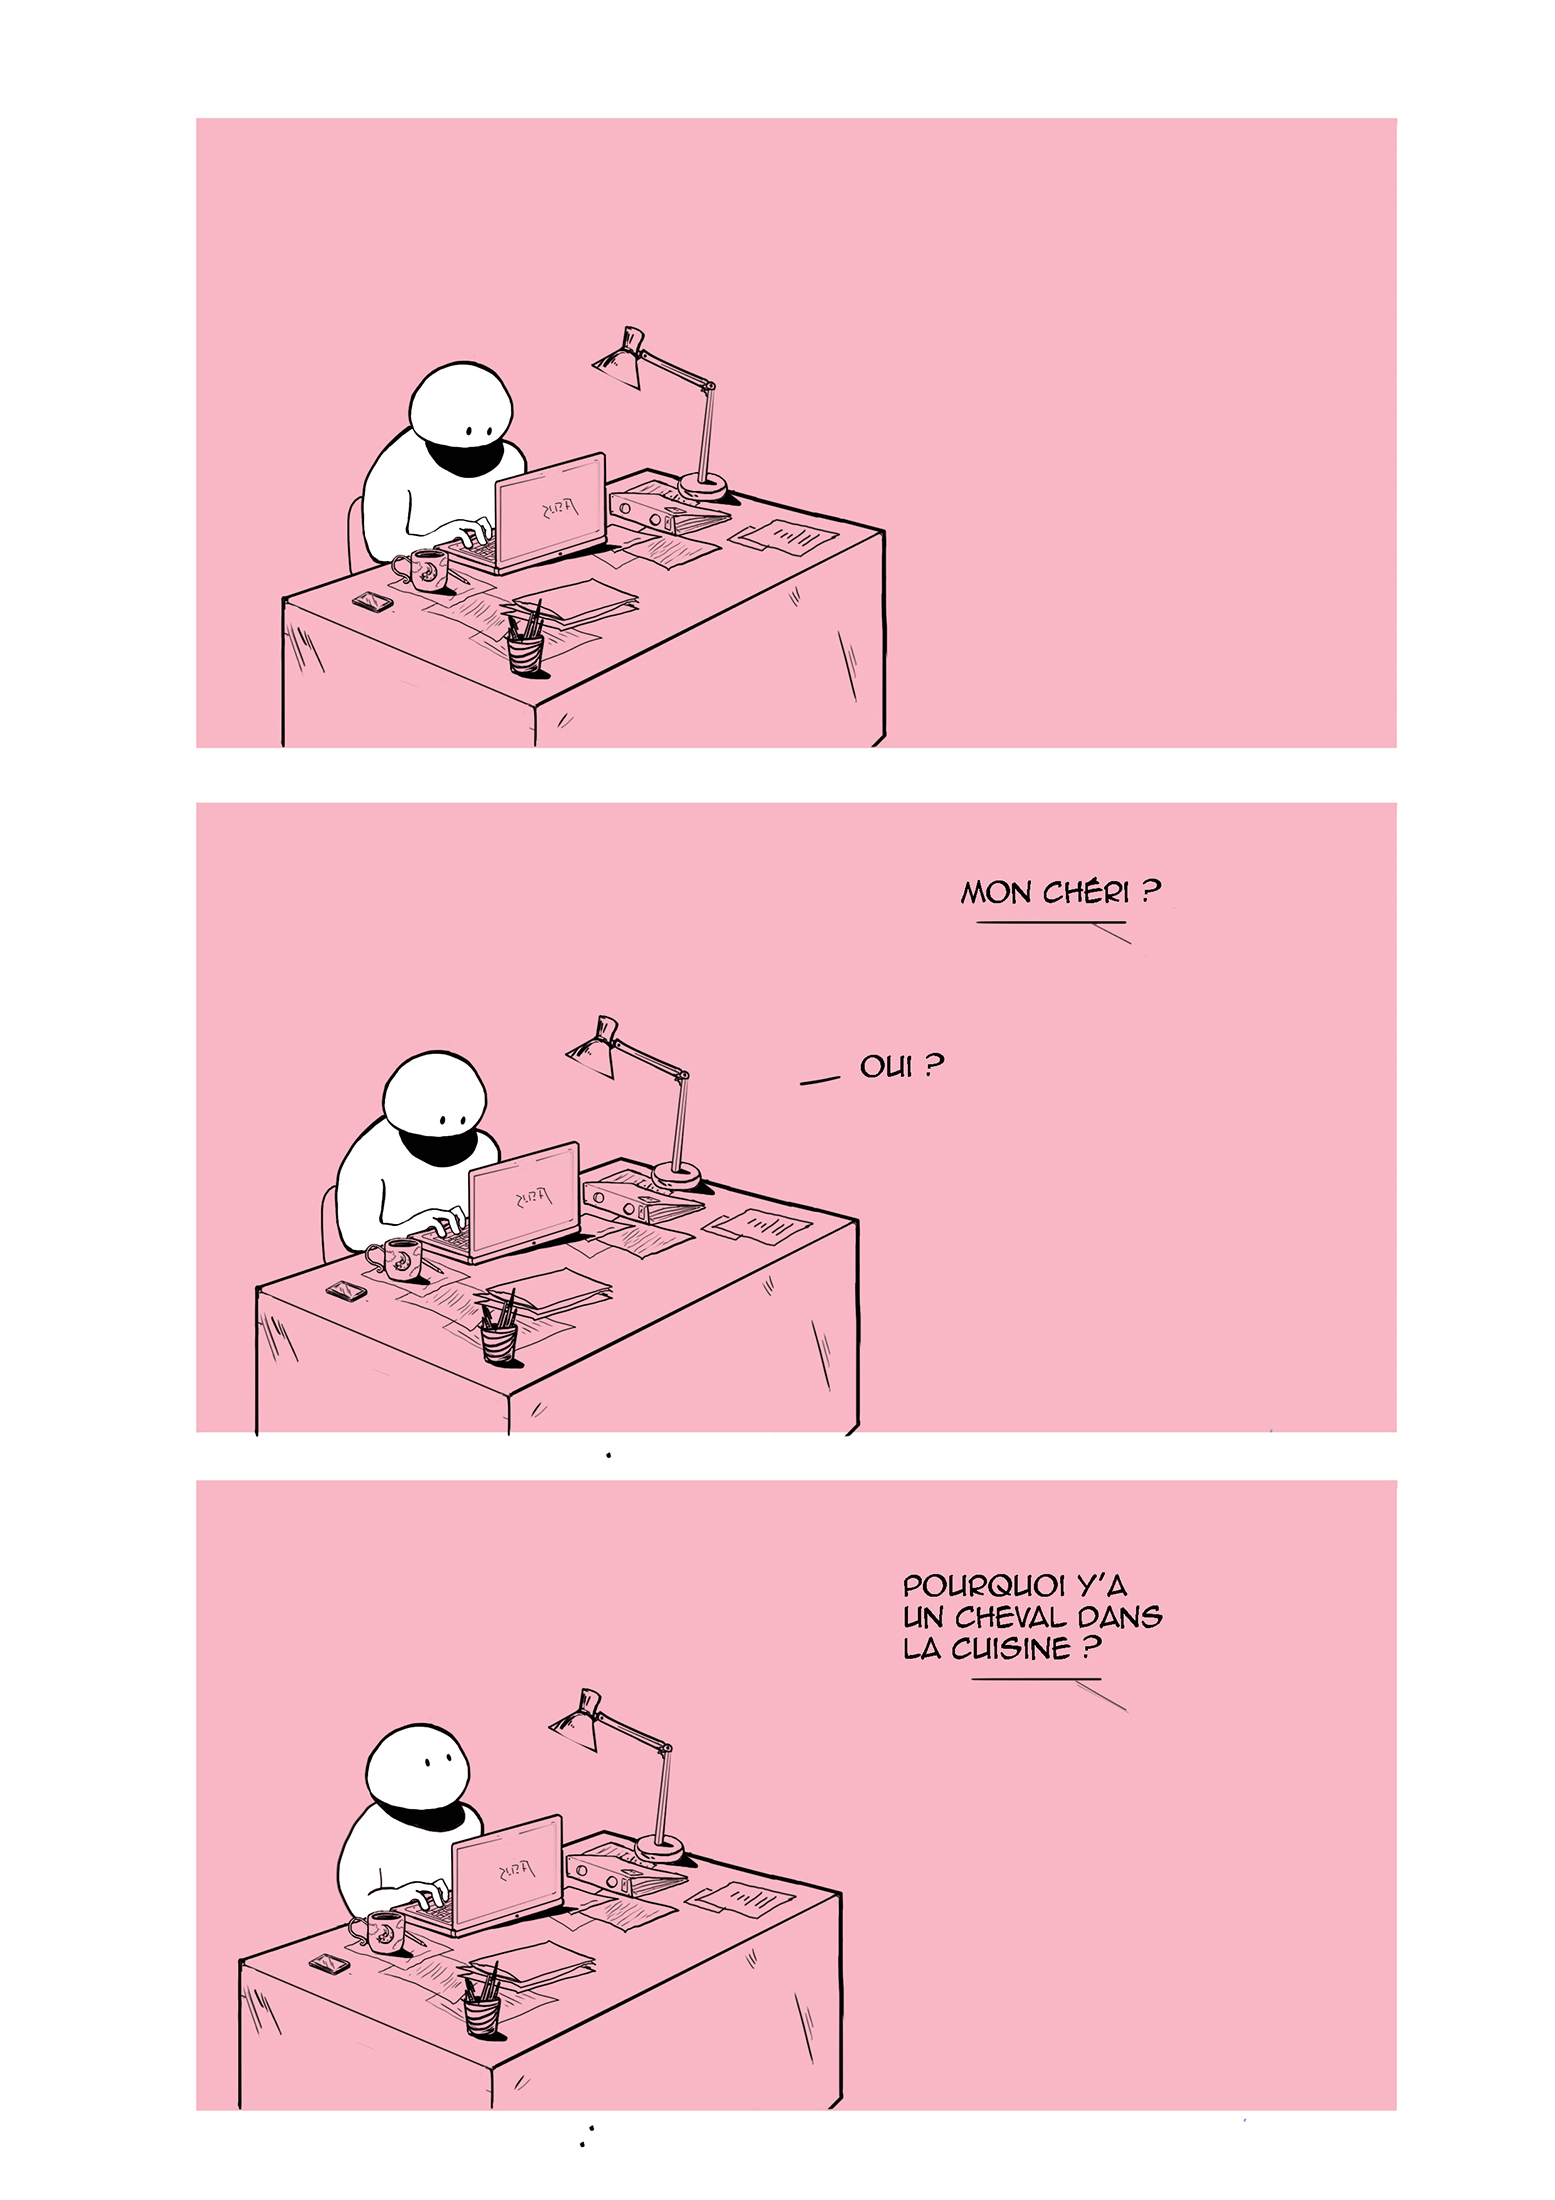 MON CHÉRI ?
OUI ?
POURQUOI Y'A
UN CHEVAL DANS
LA CUISINE ?